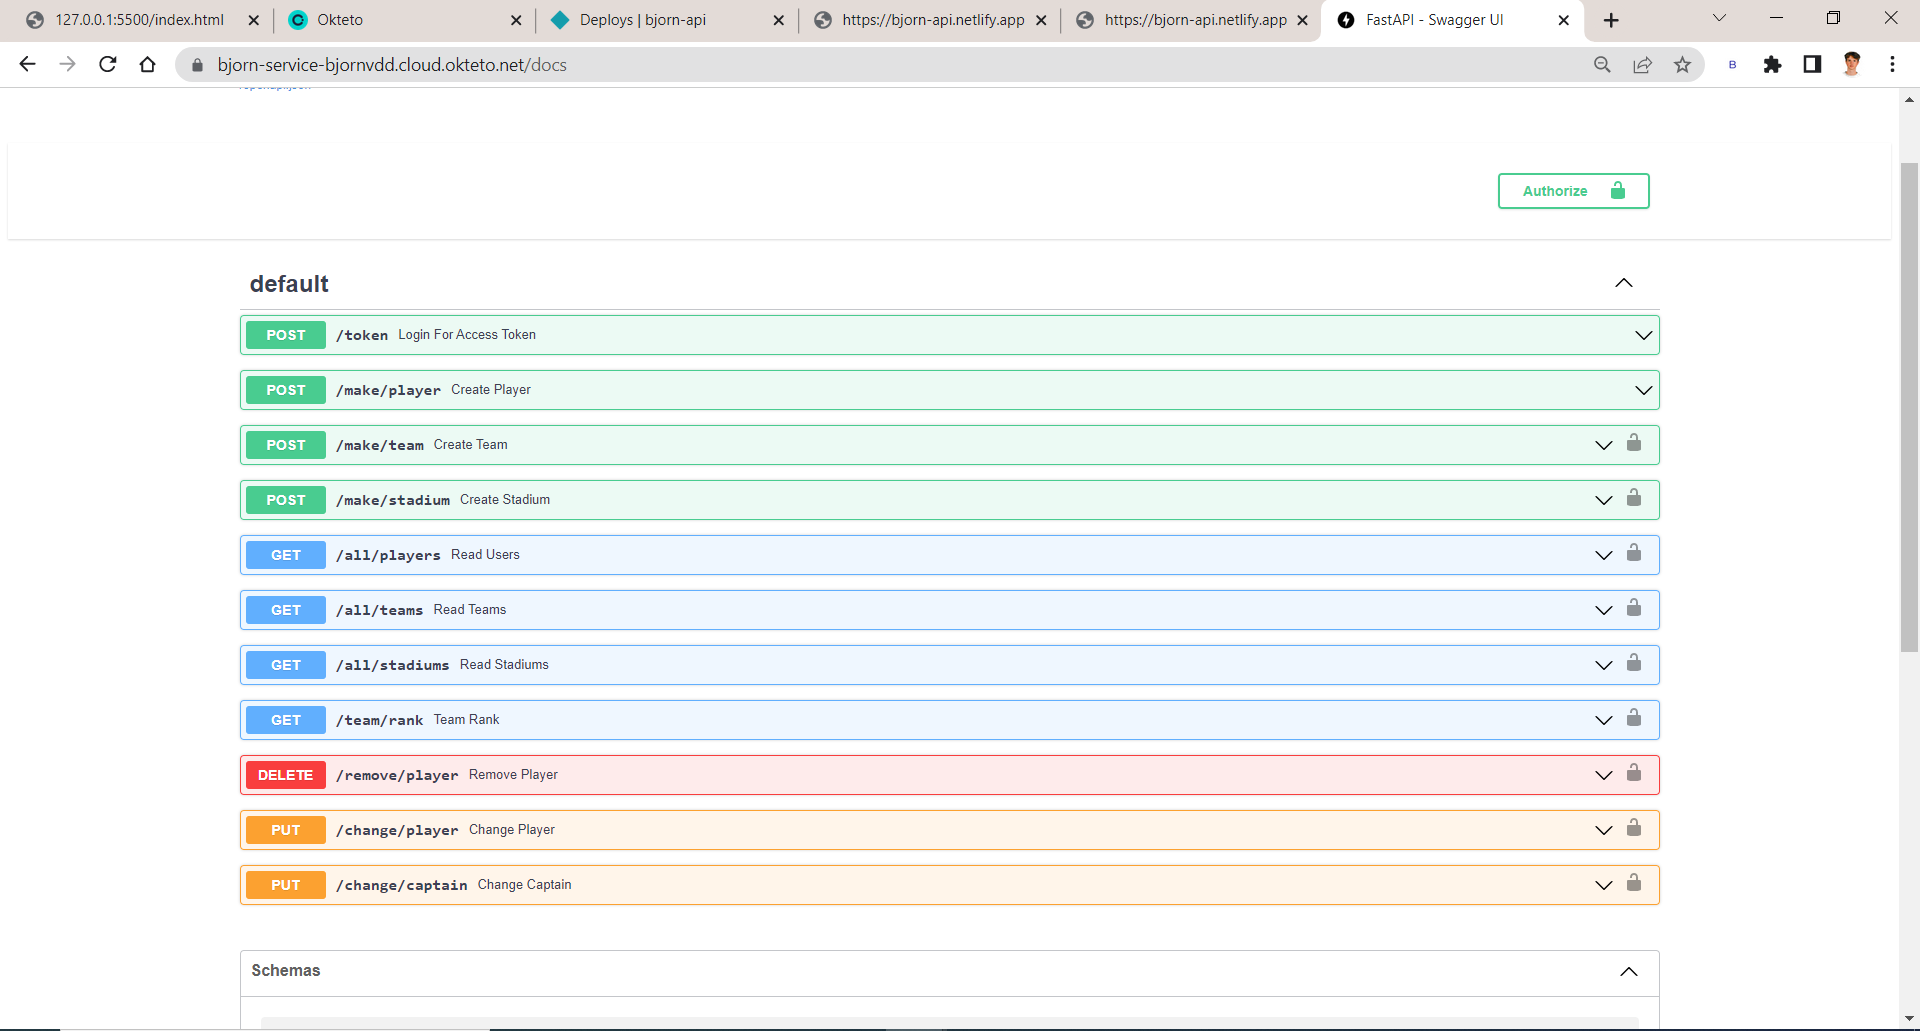 127.0.0.1:5500/index.html
Okteto
Deploys | bjorn-api
https://bjorn-api.netlify.app
https://bjorn-api.netlify.app
FastAPI - Swagger UI
bjorn-service-bjornvdd.cloud.okteto.net/docs
B
Authorize
default
POST /token Login For Access Token
POST /make/player Create Player
POST /make/team Create Team
POST /make/stadium Create Stadium
GET /all/players Read Users
GET /all/teams Read Teams
GET /all/stadiums Read Stadiums
GET /team/rank Team Rank
DELETE /remove/player Remove Player
PUT /change/player Change Player
PUT /change/captain Change Captain
Schemas